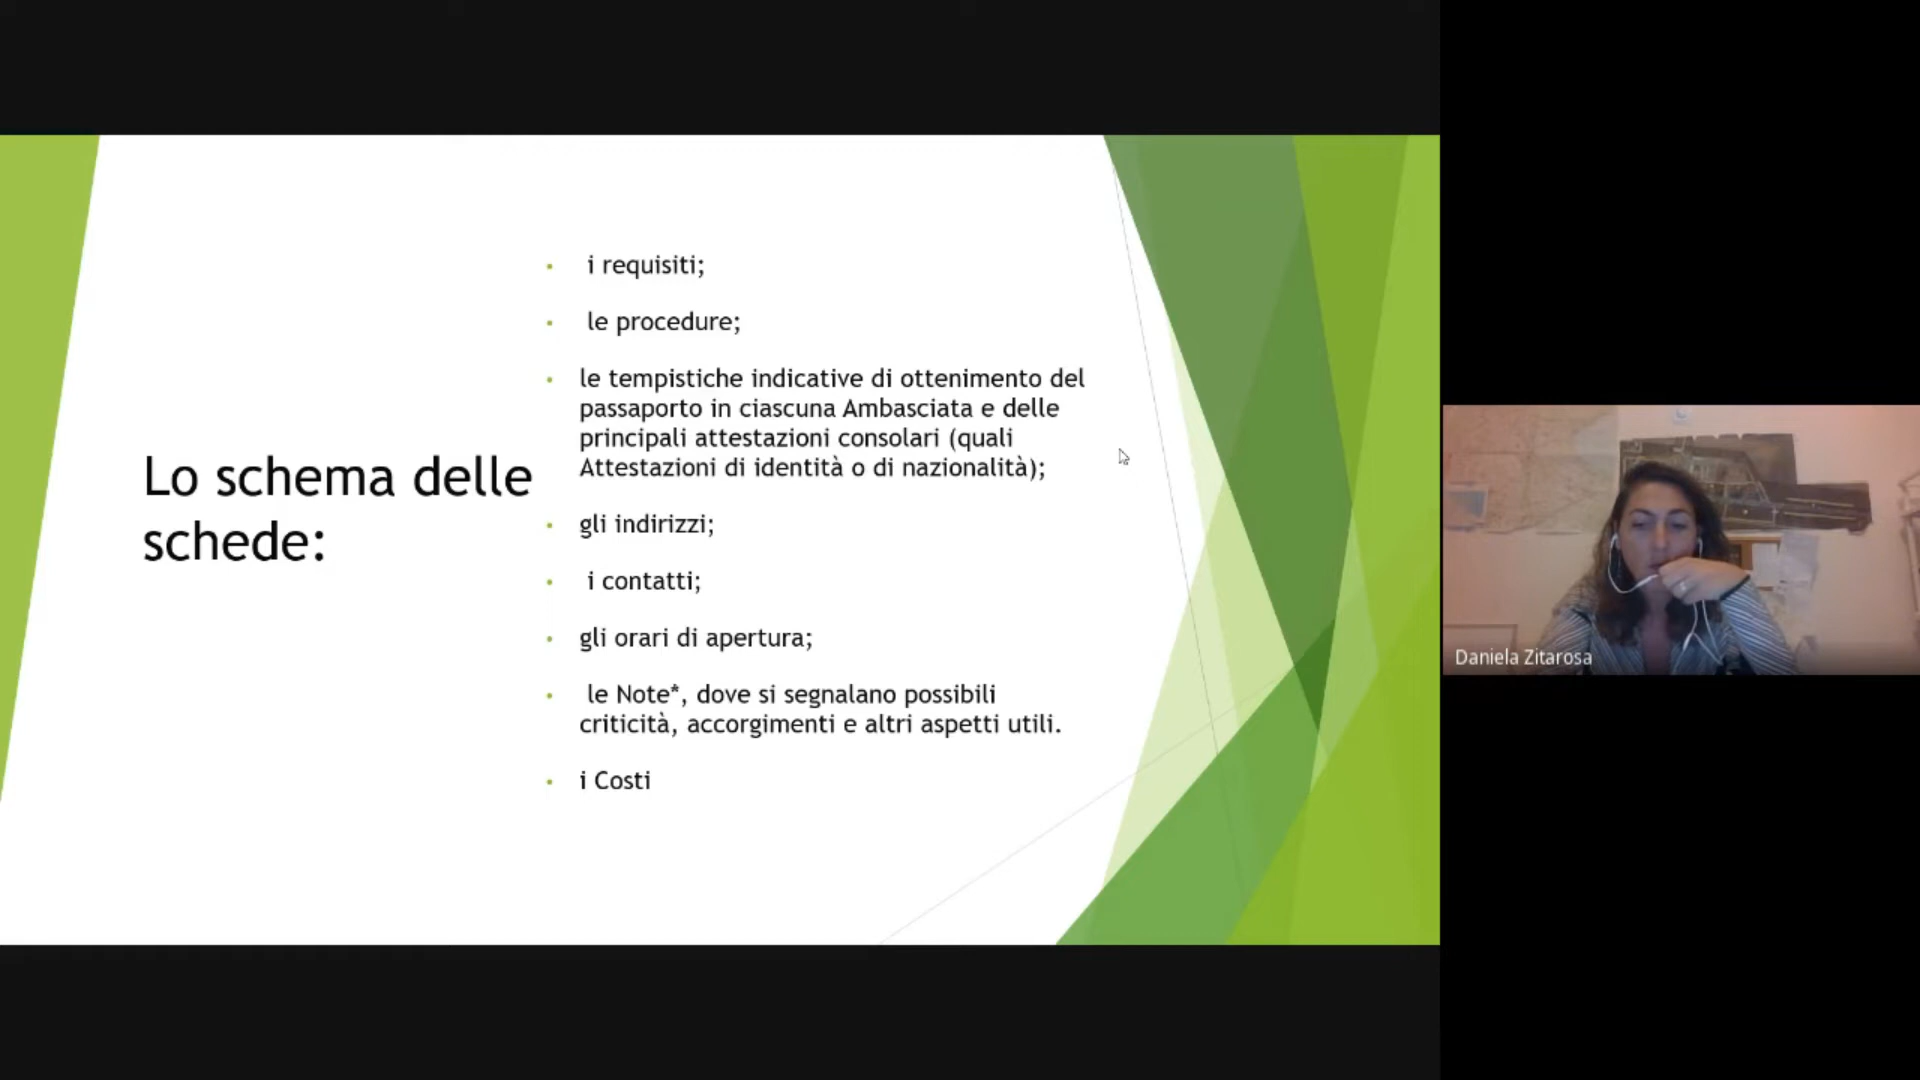 Lo schema delle
schede:
i requisiti;
le procedure;
le tempistiche indicative di ottenimento del
passaporto in ciascuna Ambasciata e delle
principali attestazioni consolari (quali
Attestazioni di identità o di nazionalità);
gli indirizzi;
i contatti;
gli orari di apertura;
le Note*, dove si segnalano possibili
criticità, accorgimenti e altri aspetti utili.
i Costi
Daniela Zitarosa